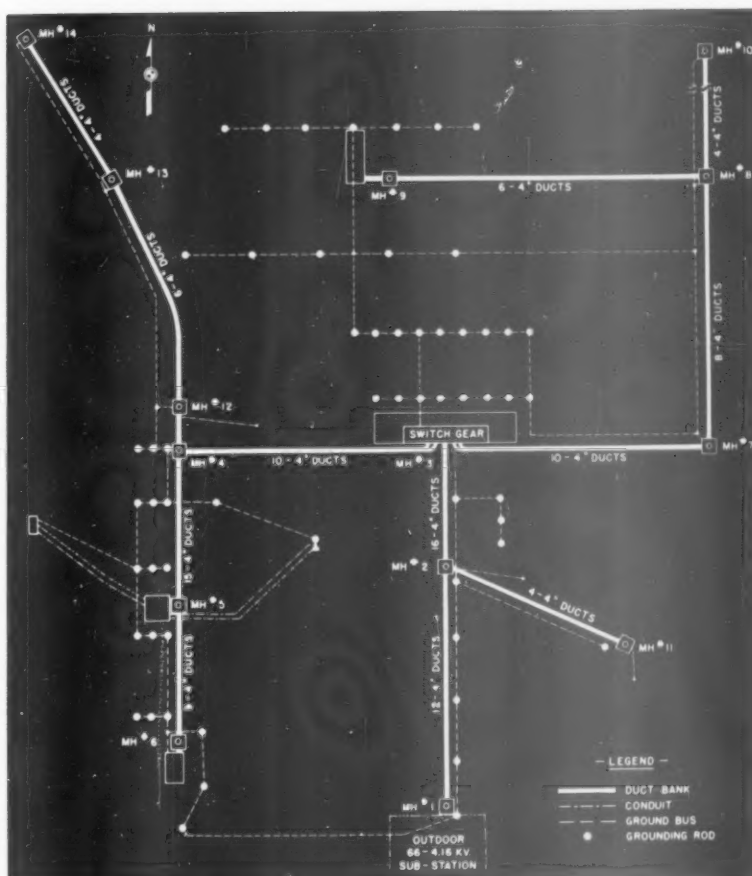 MH #14
N
MH #10
4-4" DUCTS
4-4" DUCTS
MH #13
MH #9
6-4" DUCTS
MH #8
6-4" DUCTS
8-4" DUCTS
MH #12
SWITCH GEAR
MH #4
10-4" DUCTS
MH #3
10-4" DUCTS
15-4" DUCTS
16-4" DUCTS
MH #2
4-4" DUCTS
MH #5
MH #11
12-4" DUCTS
MH #6
MH #1
OUTDOOR
66-4.16 KV.
SUB-STATION
- LEGEND -
DUCT BANK
CONDUIT
GROUND BUS
GROUNDING ROD